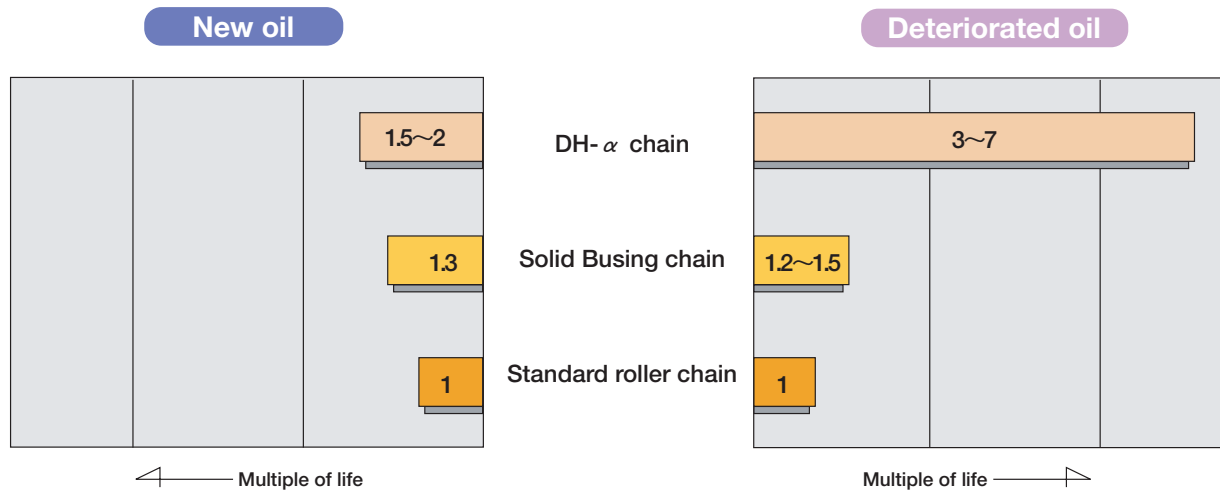 New oil
Deteriorated oil
1.5～2
DH-α chain
3～7
1.3
Solid Busing chain
1.2～1.5
1
Standard roller chain
1
Multiple of life
Multiple of life